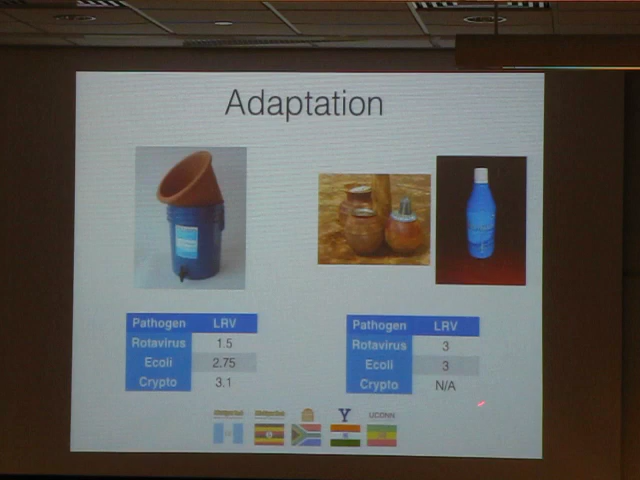 Adaptation
Pathogen LRV
Rotavirus 1.5
Ecoli 2.75
Crypto 3.1
Pathogen LRV
Rotavirus 3
Ecoli 3
Crypto N/A
Y UCONN